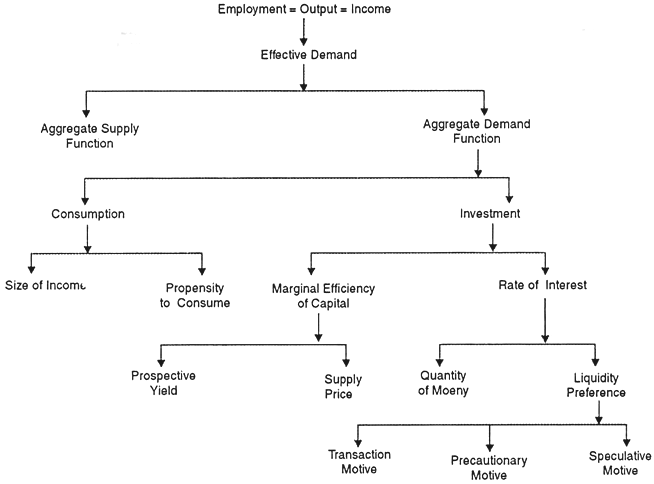 Employment = Output = Income
Effective Demand
Aggregate Supply
Function
Aggregate Demand
Function
Consumption
Investment
Size of Income
Propensity
to Consume
Marginal Efficiency
of Capital
Rate of Interest
Prospective
Yield
Supply
Price
Quantity
of Moeny
Liquidity
Preference
Transaction
Motive
Precautionary
Motive
Speculative
Motive